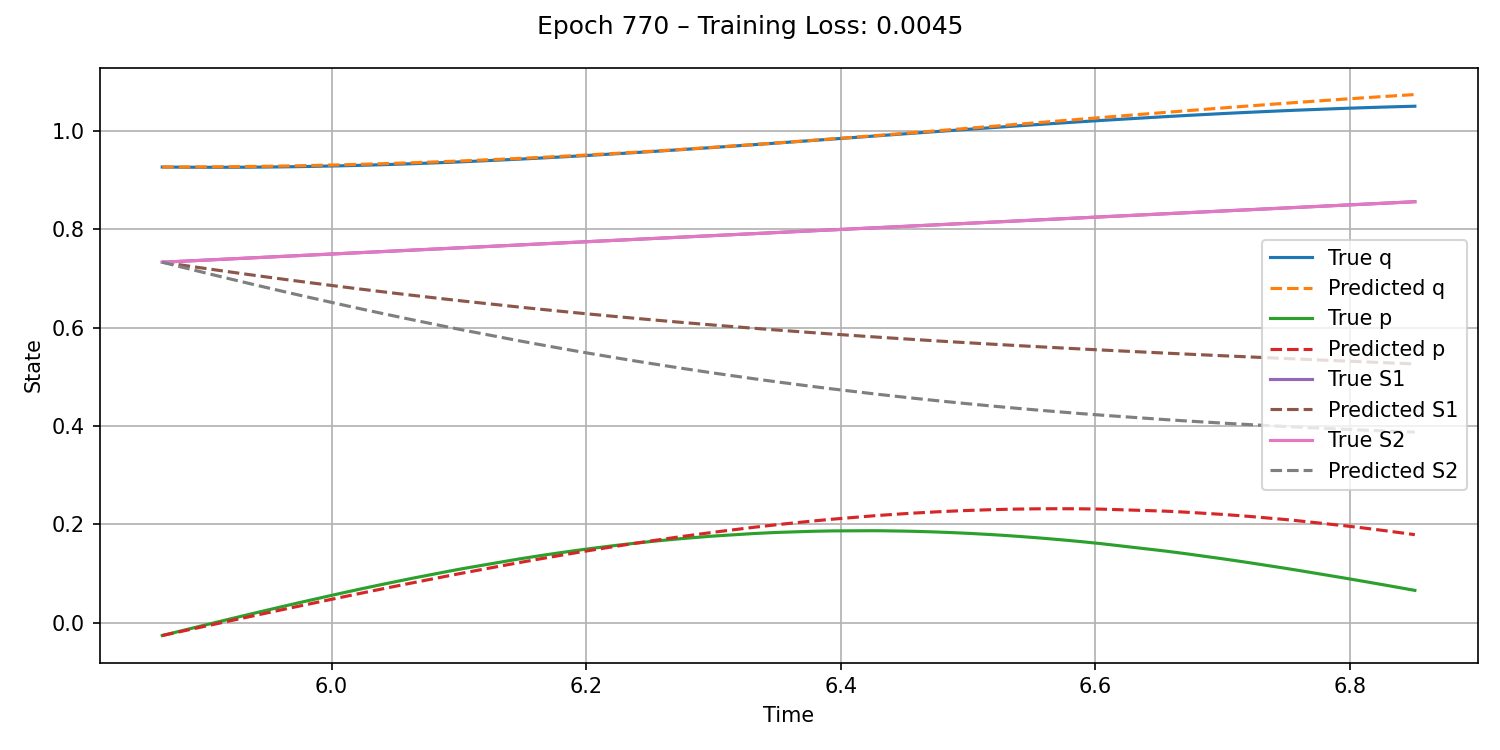 Epoch 770 – Training Loss: 0.0045
State
1.0
0.8
0.6
0.4
0.2
0.0
True q
Predicted q
True p
Predicted p
True S1
Predicted S1
True S2
Predicted S2
6.0
6.2
6.4
6.6
6.8
Time